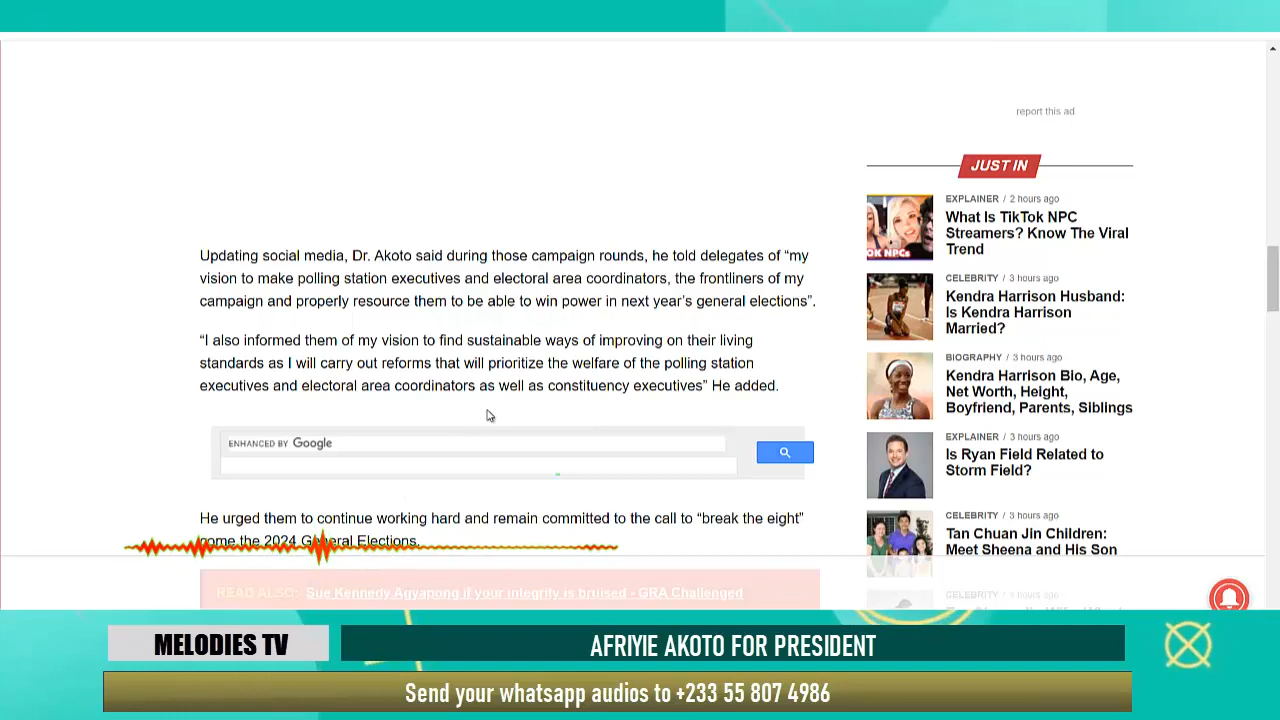 report this ad
JUST IN
EXPLAINER / 2 hours ago
What Is TikTok NPC
Streamers? Know The Viral
Trend
OK NPCs
CELEBRITY / 3 hours ago
Kendra Harrison Husband:
Is Kendra Harrison
Married?
BIOGRAPHY / 3 hours ago
Kendra Harrison Bio, Age,
Net Worth, Height,
Boyfriend, Parents, Siblings
EXPLAINER / 3 hours ago
Is Ryan Field Related to
Storm Field?
CELEBRITY / 3 hours ago
Tan Chuan Jin Children:
Meet Sheena and His Son
CELEBRITY / 3 hours ago
Updating social media, Dr. Akoto said during those campaign rounds, he told delegates of “my
vision to make polling station executives and electoral area coordinators, the frontliners of my
campaign and properly resource them to be able to win power in next year’s general elections”.
“I also informed them of my vision to find sustainable ways of improving on their living
standards as I will carry out reforms that will prioritize the welfare of the polling station
executives and electoral area coordinators as well as constituency executives” He added.
ENHANCED BY Google
He urged them to continue working hard and remain committed to the call to “break the eight”
come the 2024 General Elections.
READ ALSO: Sue Kennedy Agyapong if your integrity is bruised - GRA Challenged
MELODIES TV
AFRIYIE AKOTO FOR PRESIDENT
Send your whatsapp audios to +233 55 807 4986